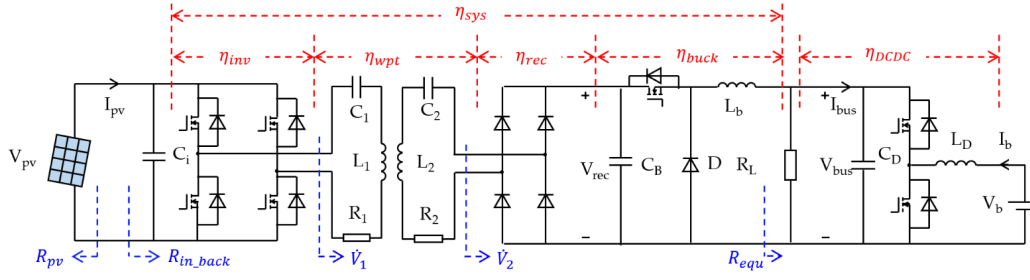 η_sys
η_inv η_wpt η_rec η_buck η_DCDC
I_pv C_1 C_2 + L_b + I_bus L_D I_b
V_pv C_i L_1 L_2 V_rec C_B D R_L V_bus C_D V_b
R_1 R_2 − −
R_pv R_in_back V̇_1 V̇_2 R_equ